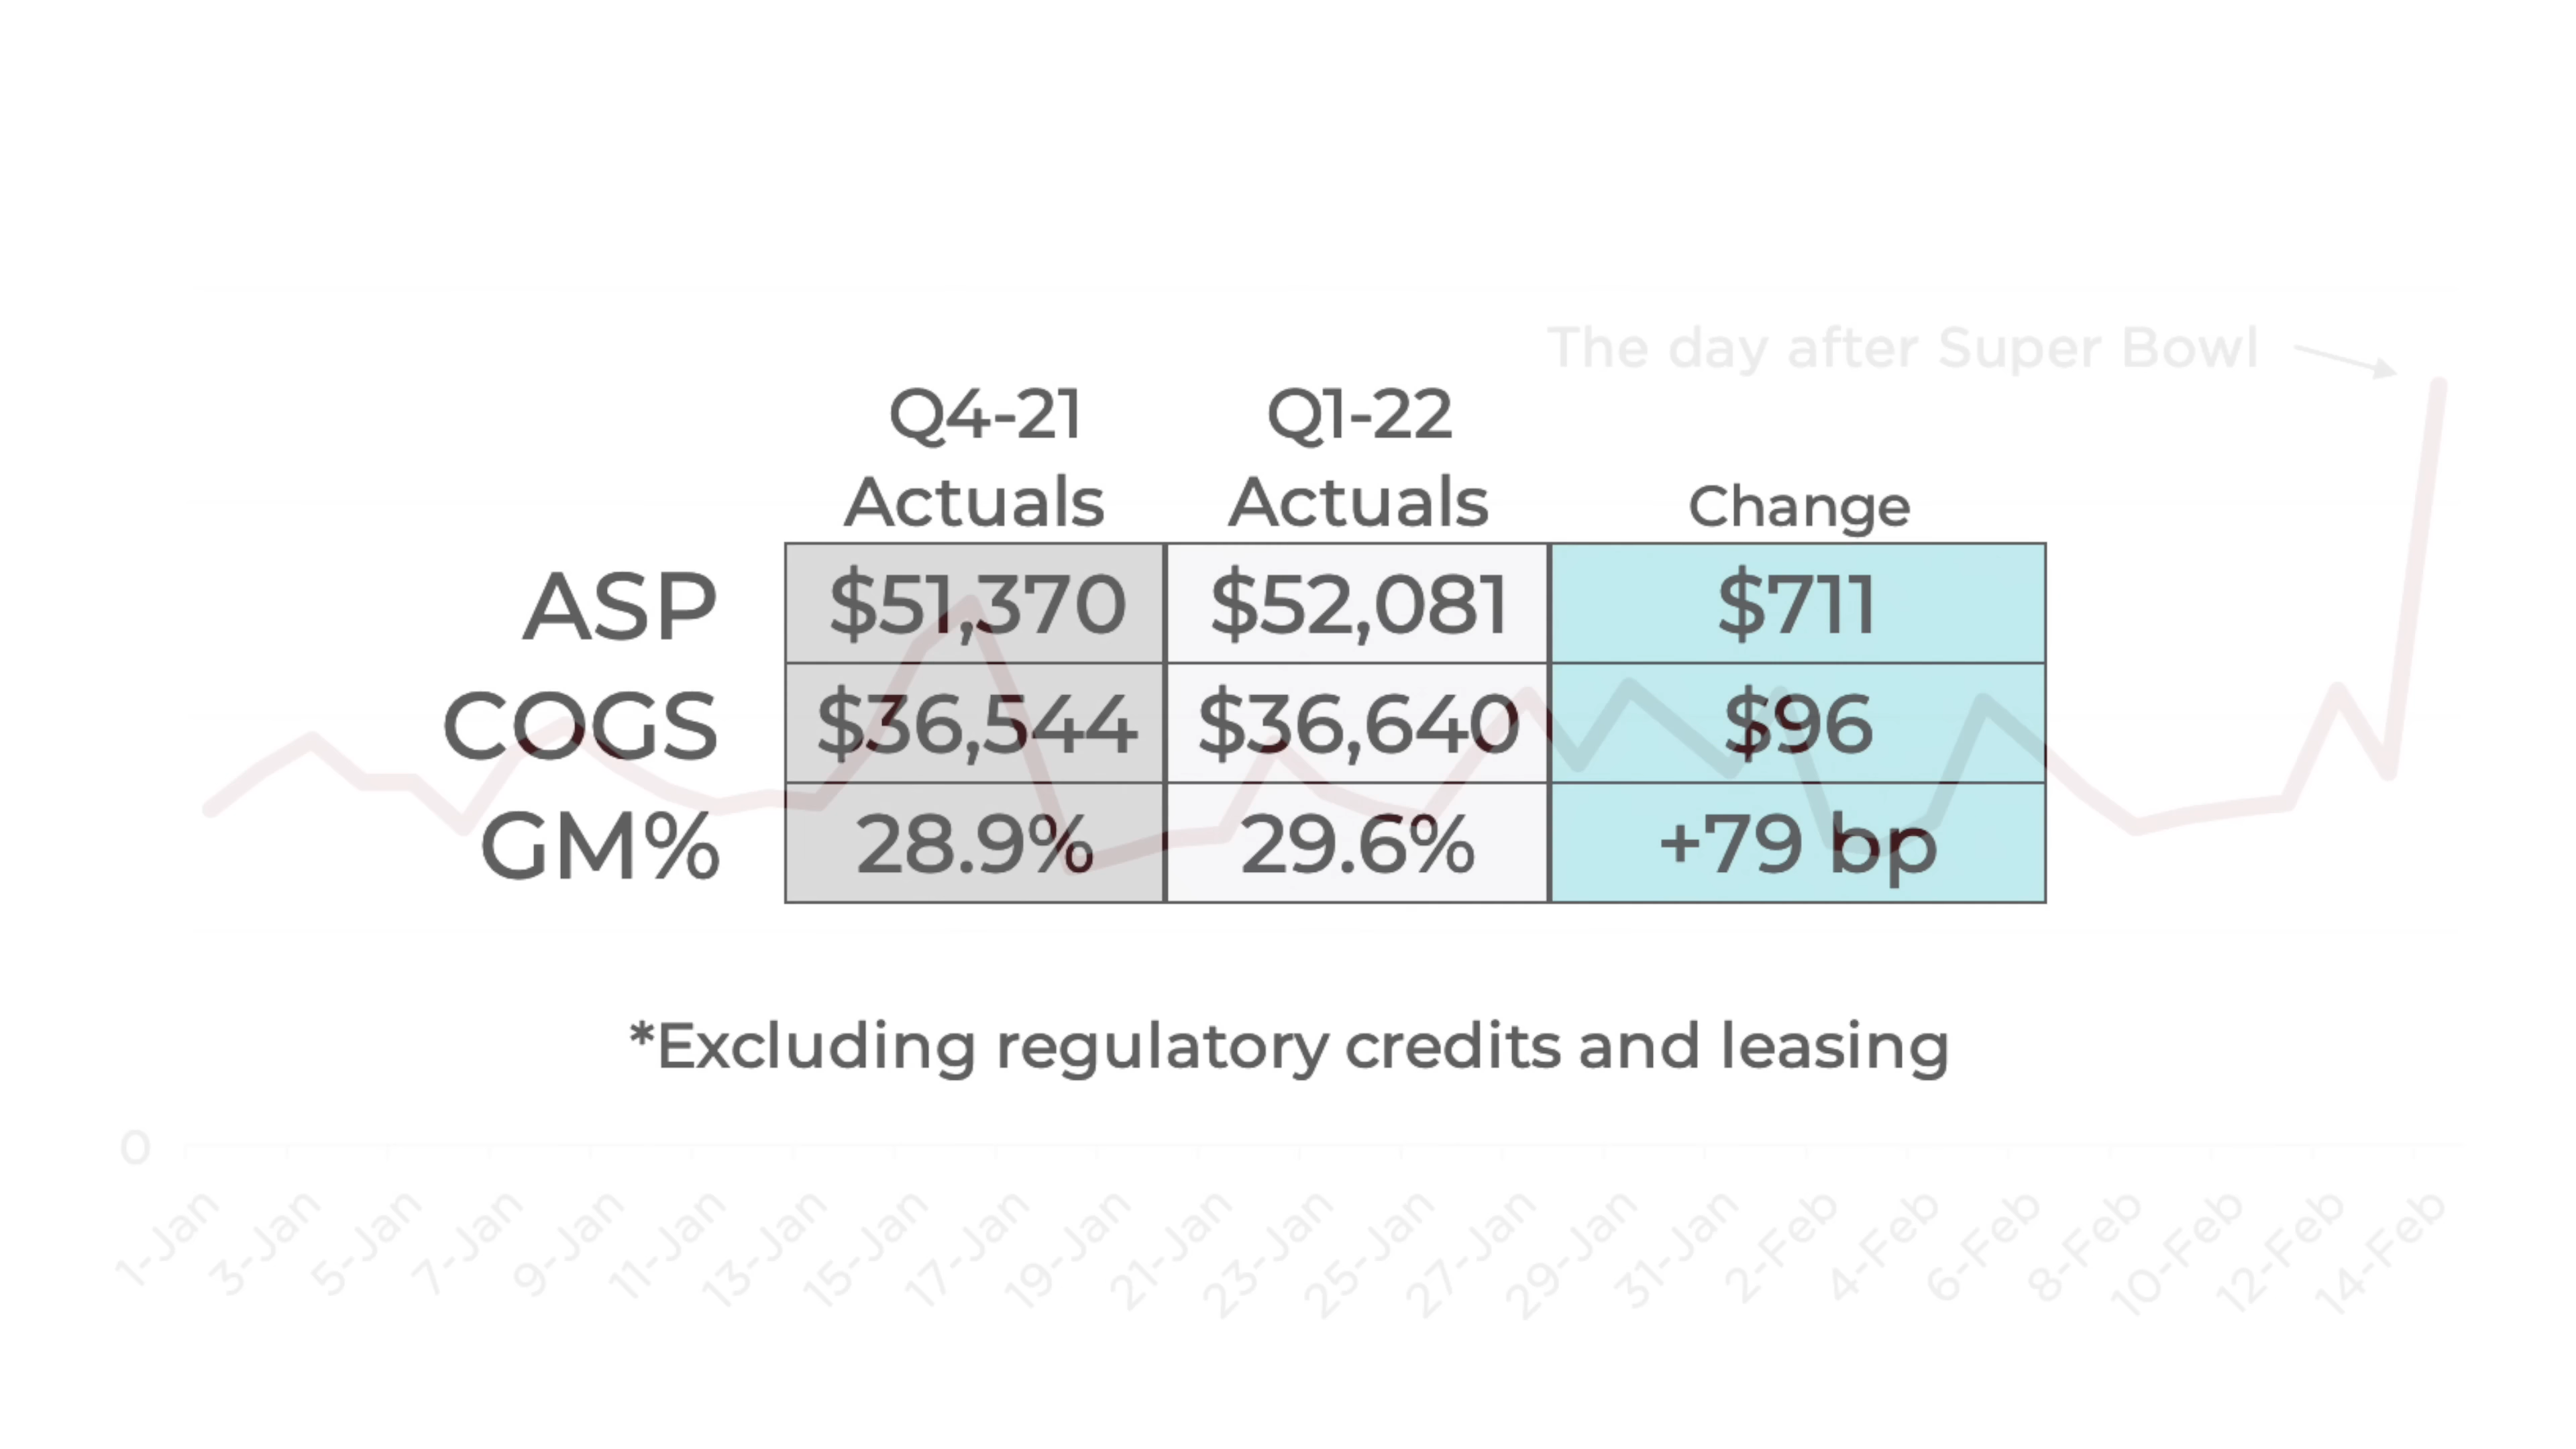 The day after Super Bowl
Q4-21 Q1-22
Actuals Actuals Change
ASP $51,370 $52,081 $711
COGS $36,544 $36,640 $96
GM% 28.9% 29.6% +79 bp
*Excluding regulatory credits and leasing
0
1-Jan 3-Jan 5-Jan 7-Jan 9-Jan 11-Jan 13-Jan 15-Jan 17-Jan 19-Jan 21-Jan 23-Jan 25-Jan 27-Jan 29-Jan 31-Jan 2-Feb 4-Feb 6-Feb 8-Feb 10-Feb 12-Feb 14-Feb